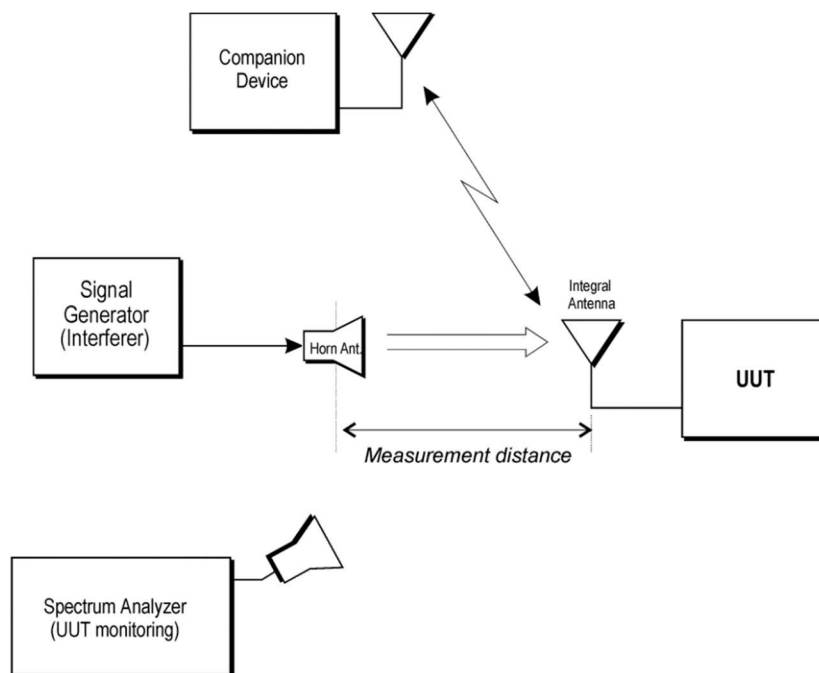 Companion
Device
Signal
Generator
(Interferer)
Horn Ant.
Integral
Antenna
UUT
Measurement distance
Spectrum Analyzer
(UUT monitoring)